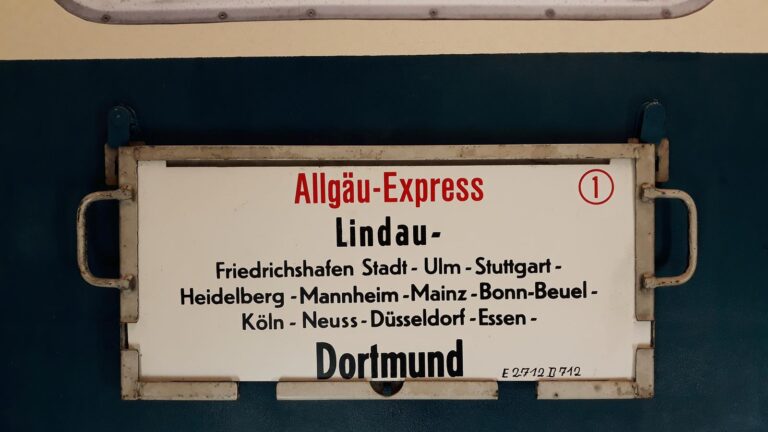 Allgäu-Express
1
Lindau-
Friedrichshafen Stadt - Ulm - Stuttgart -
Heidelberg - Mannheim - Mainz - Bonn-Beuel -
Köln - Neuss - Düsseldorf - Essen -
Dortmund
E 2712 D 712